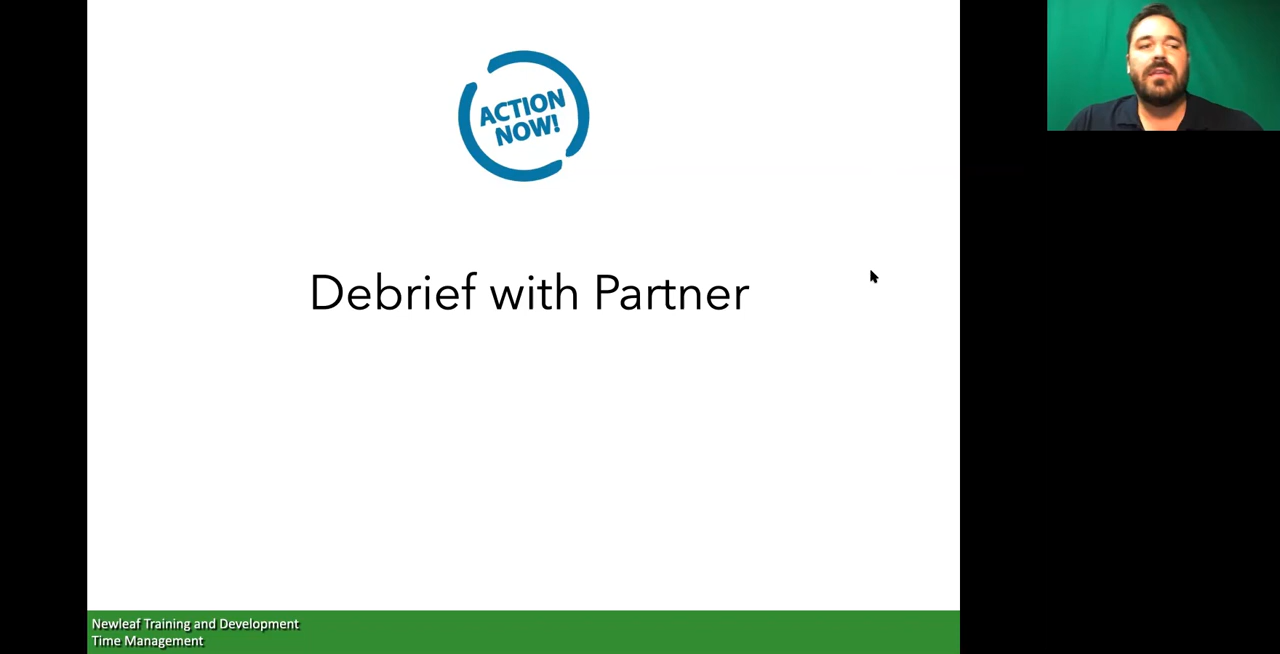 ACTION
NOW!
Debrief with Partner
Newleaf Training and Development
Time Management